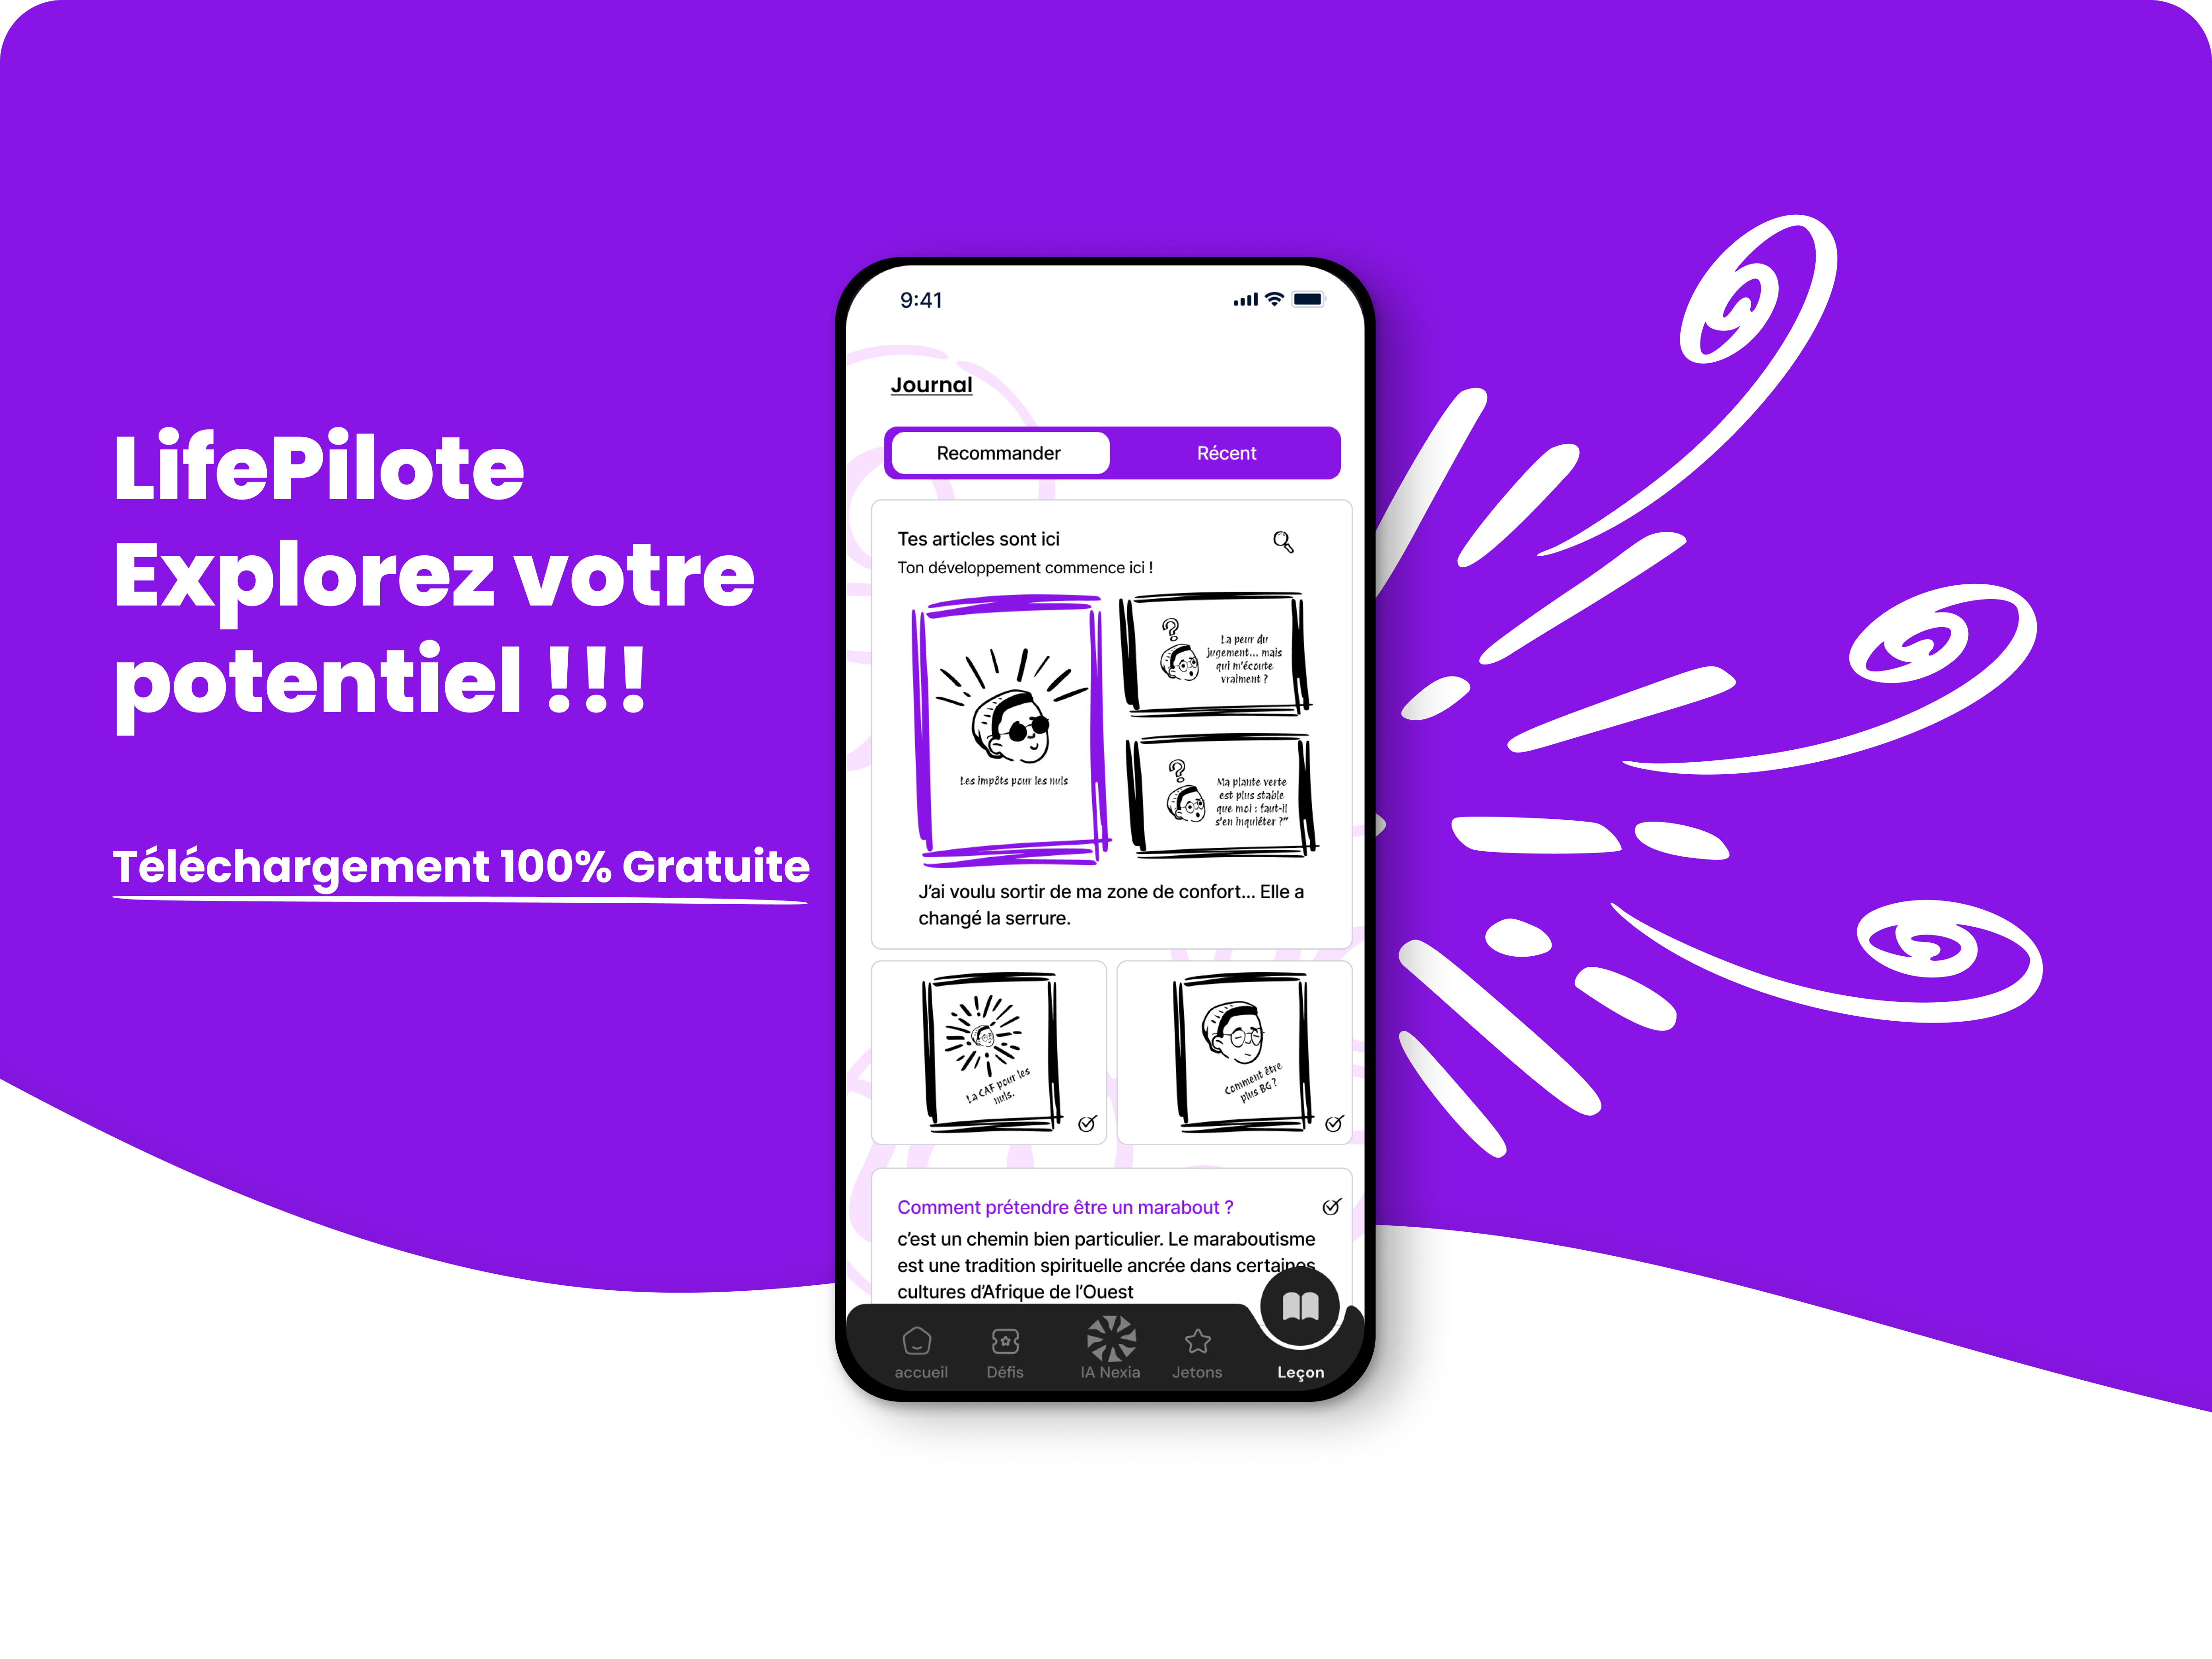 LifePilote
Explorez votre
potentiel !!!
Téléchargement 100% Gratuite
9:41
Journal
Recommander
Récent
Tes articles sont ici
Ton développement commence ici !
Les impôts pour les nuls
La peur du
jugement... mais
qui m'écoute
vraiment ?
Ma plante verte
est plus stable
que moi : faut-il
s'en inquiéter ?"
J'ai voulu sortir de ma zone de confort... Elle a
changé la serrure.
La CAF pour les
nuls.
Comment être
plus BG ?
Comment prétendre être un marabout ?
c'est un chemin bien particulier. Le maraboutisme
est une tradition spirituelle ancrée dans certaines
cultures d'Afrique de l'Ouest
accueil
Défis
IA Nexia
Jetons
Leçon